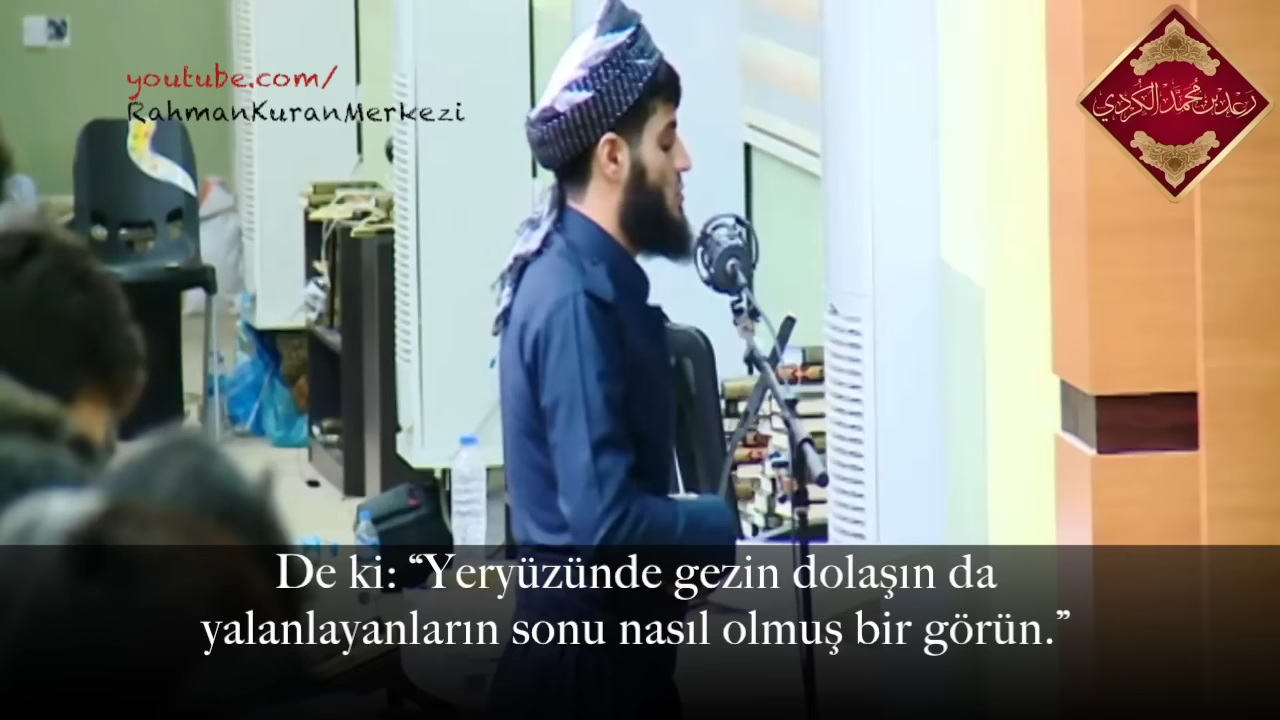 youtube.com/
RahmanKuranMerkezi
رعد بن محمد الكردي
De ki: “Yeryüzünde gezin dolaşın da
yalanlayanların sonu nasıl olmuş bir görün.”